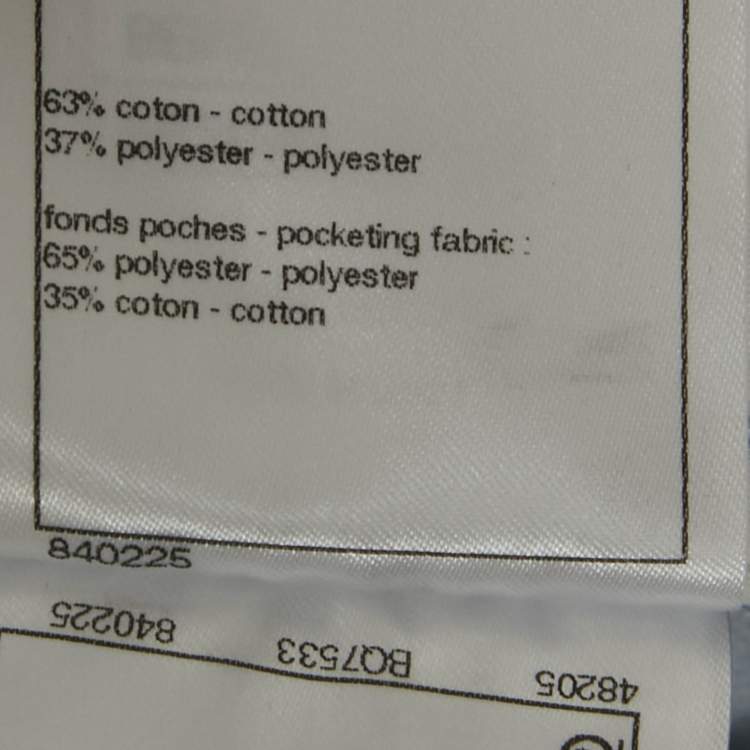 63% coton - cotton
37% polyester - polyester
fonds poches - pocketing fabric :
65% polyester - polyester
35% coton - cotton
840225
48205 BQ7533 840225